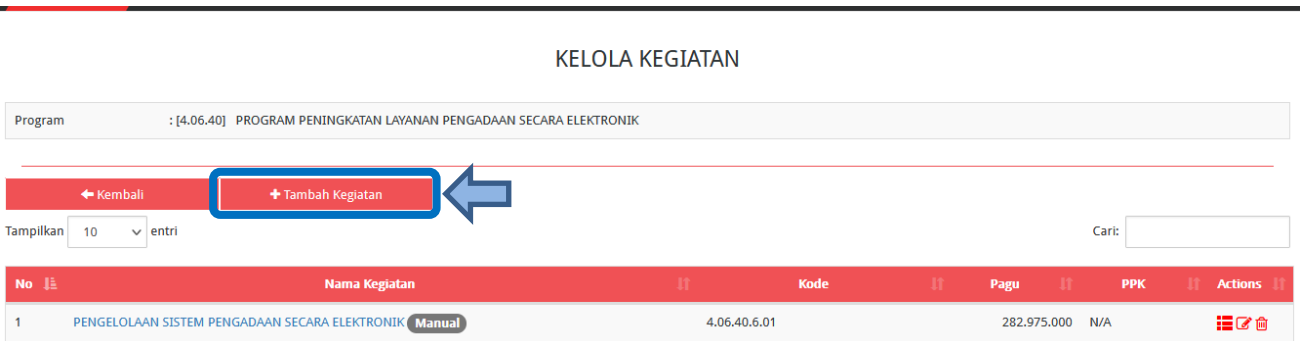 KELOLA KEGIATAN
Program : [4.06.40] PROGRAM PENINGKATAN LAYANAN PENGADAAN SECARA ELEKTRONIK
Kembali Tambah Kegiatan
Tampilkan 10 entri Cari:
No Nama Kegiatan Kode Pagu PPK Actions
1 PENGELOLAAN SISTEM PENGADAAN SECARA ELEKTRONIK Manual 4.06.40.6.01 282.975.000 N/A